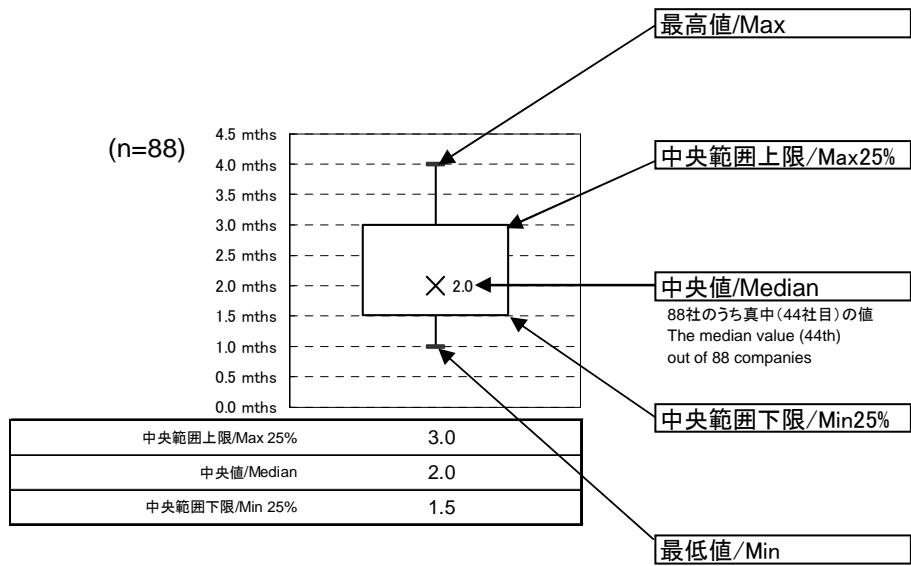 最高値/Max
(n=88)
4.5 mths
4.0 mths
3.5 mths
3.0 mths
2.5 mths
2.0 mths
1.5 mths
1.0 mths
0.5 mths
0.0 mths
2.0
中央範囲上限/Max25%
中央値/Median
88社のうち真中(44社目)の値
The median value (44th)
out of 88 companies
中央範囲下限/Min25%
中央範囲上限/Max 25% 3.0
中央値/Median 2.0
中央範囲下限/Min 25% 1.5
最低値/Min